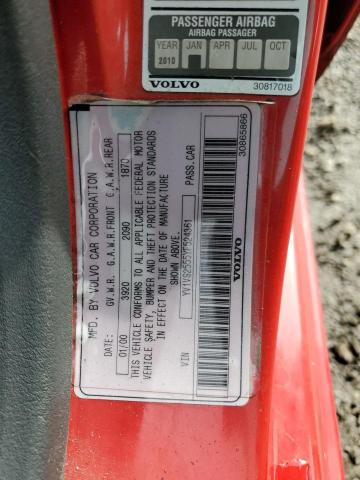 PASSENGER AIRBAG
AIRBAG PASSAGER
YEAR JAN APR JUL OCT
2010
VOLVO 30817018
MFD. BY VOLVO CAR CORPORATION
DATE: G.V.W.R. G.A.W.R.FRONT G.A.W.R.REAR
01/00 3920 2090 1870
THIS VEHICLE CONFORMS TO ALL APPLICABLE FEDERAL MOTOR
VEHICLE SAFETY, BUMPER AND THEFT PREVENTION STANDARDS
IN EFFECT ON THE DATE OF MANUFACTURE
SHOWN ABOVE.
VIN YV1VS2555YF524361 PASS.CAR
VOLVO 30865866